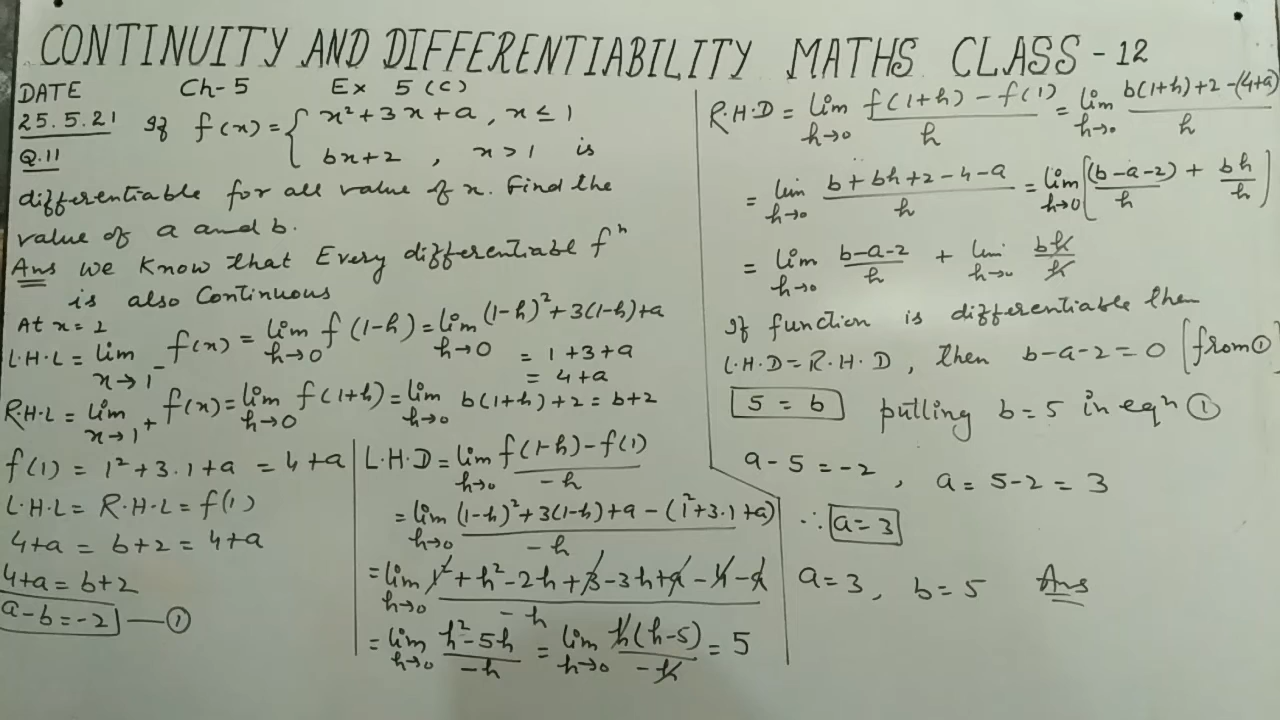 CONTINUITY AND DIFFERENTIABILITY MATHS CLASS - 12
DATE Ch-5 Ex 5(c)
25.5.21 If f(x) = { x² + 3x + a , x ≤ 1
Q.11 bx + 2 , x > 1 is
differentiable for all value of x. Find the
value of a and b.
Ans We Know that Every differentiable fⁿ
is also Continuous
At x = 1
L.H.L = lim x→1⁻ f(x) = lim h→0 f(1-h) = lim h→0 (1-h)² + 3(1-h) + a
= 1 + 3 + a
= 4 + a
R.H.L = lim x→1⁺ f(x) = lim h→0 f(1+h) = lim h→0 b(1+h) + 2 = b + 2
f(1) = 1² + 3.1 + a = 4 + a
L.H.L = R.H.L = f(1)
4 + a = b + 2 = 4 + a
4 + a = b + 2
a - b = -2 — ①
L.H.D = lim h→0 f(1-h) - f(1) / -h
= lim h→0 (1-h)² + 3(1-h) + a - (1² + 3.1 + a) / -h
= lim h→0 1² + h² - 2h + 3 - 3h + a - 4 - a / -h
= lim h→0 h² - 5h / -h = lim h→0 h(h-5) / -h = 5
R.H.D = lim h→0 f(1+h) - f(1) / h = lim h→0 b(1+h) + 2 - (4+a) / h
= lim h→0 b + bh + 2 - 4 - a / h = lim h→0 [(b-a-2) / h + bh / h]
= lim h→0 b-a-2 / h + lim h→0 bh / h
If function is differentiable then
L.H.D = R.H.D , then b-a-2 = 0 [from ①
5 = b putting b = 5 in eqⁿ ①
a - 5 = -2 , a = 5 - 2 = 3
∴ a = 3
a = 3 , b = 5 Ans